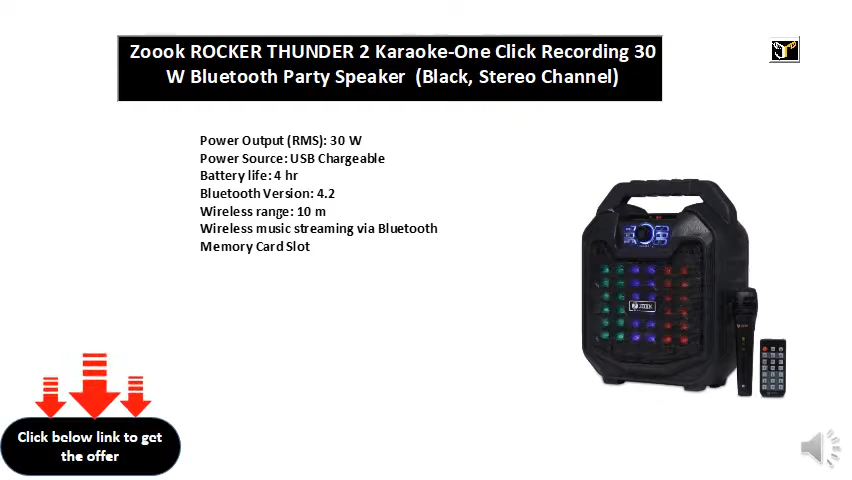 Zoook ROCKER THUNDER 2 Karaoke-One Click Recording 30
W Bluetooth Party Speaker (Black, Stereo Channel)
Power Output (RMS): 30 W
Power Source: USB Chargeable
Battery life: 4 hr
Bluetooth Version: 4.2
Wireless range: 10 m
Wireless music streaming via Bluetooth
Memory Card Slot
ZOOOK
Click below link to get
the offer